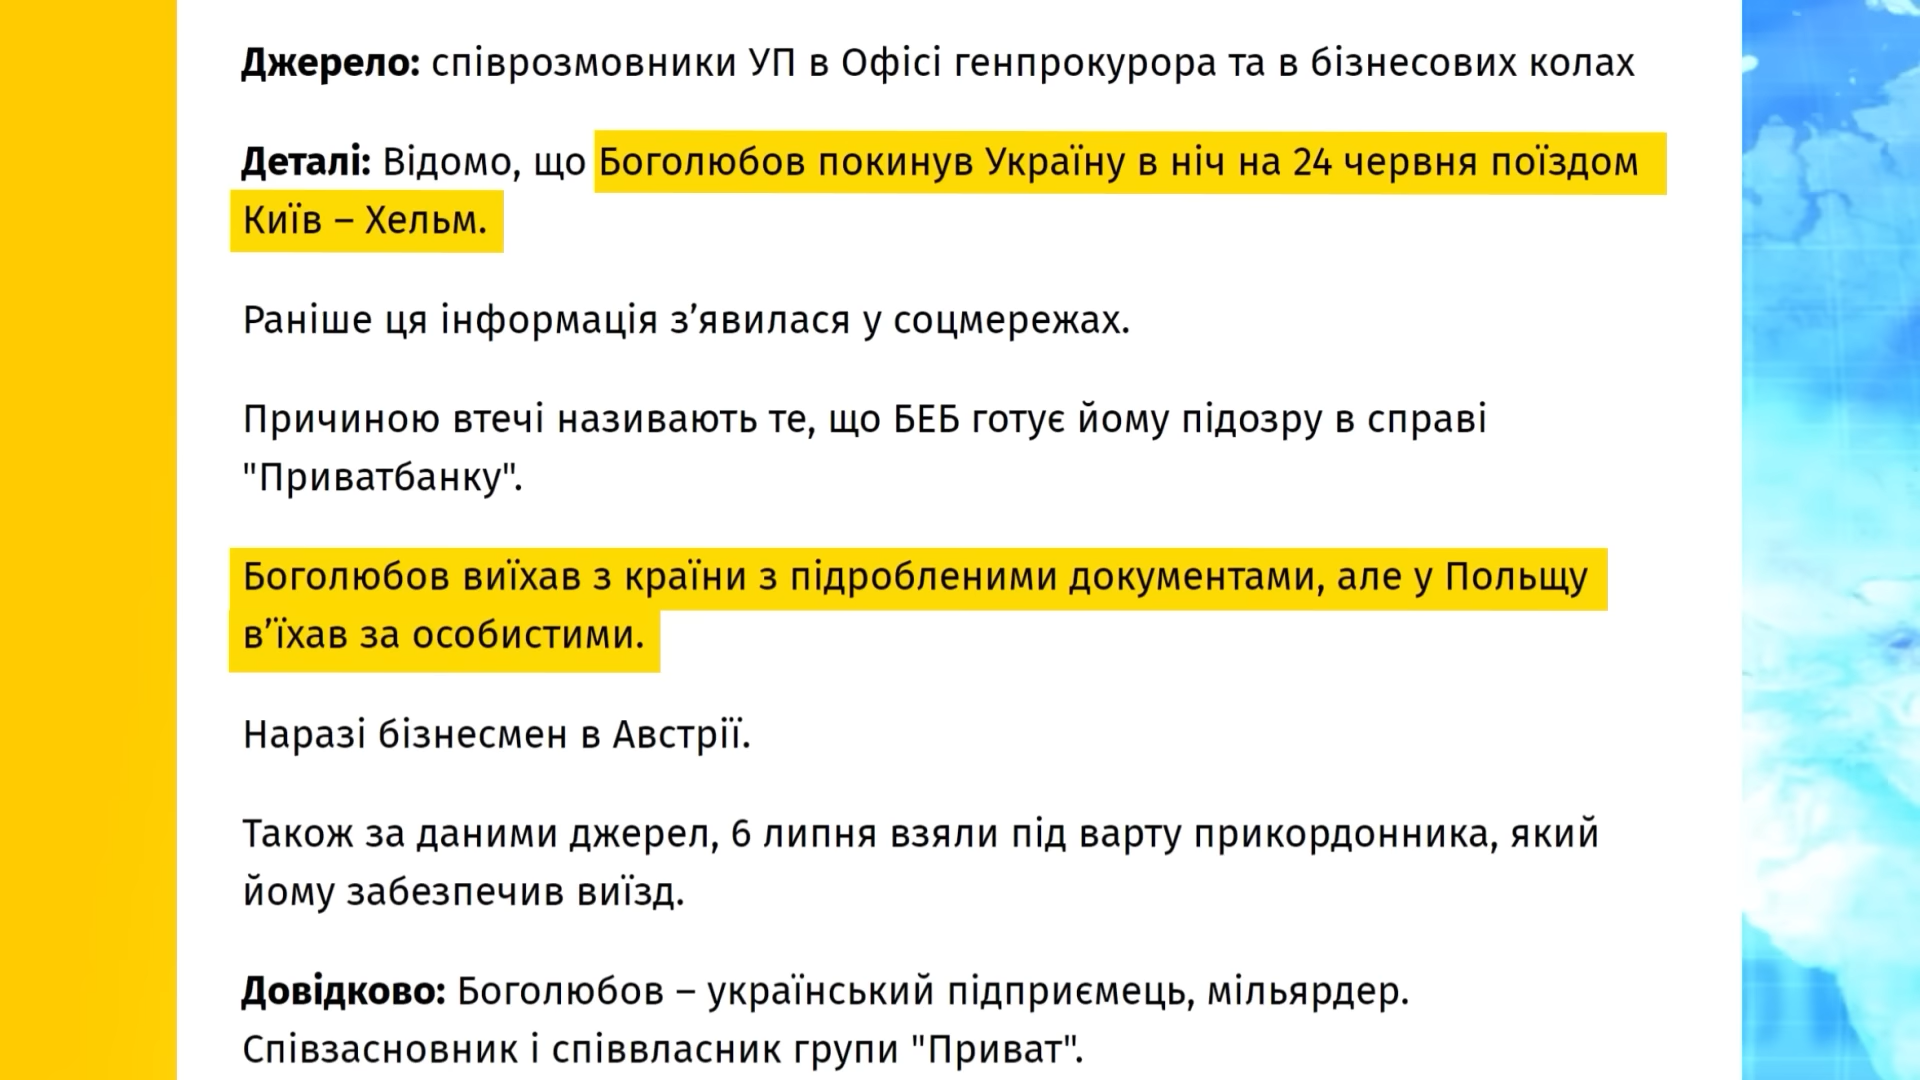 Джерело: співрозмовники УП в Офісі генпрокурора та в бізнесових колах
Деталі: Відомо, що Боголюбов покинув Україну в ніч на 24 червня поїздом
Київ – Хельм.
Раніше ця інформація з’явилася у соцмережах.
Причиною втечі називають те, що БЕБ готує йому підозру в справі
"Приватбанку".
Боголюбов виїхав з країни з підробленими документами, але у Польщу
в’їхав за особистими.
Наразі бізнесмен в Австрії.
Також за даними джерел, 6 липня взяли під варту прикордонника, який
йому забезпечив виїзд.
Довідково: Боголюбов – український підприємець, мільярдер.
Співзасновник і співвласник групи "Приват".